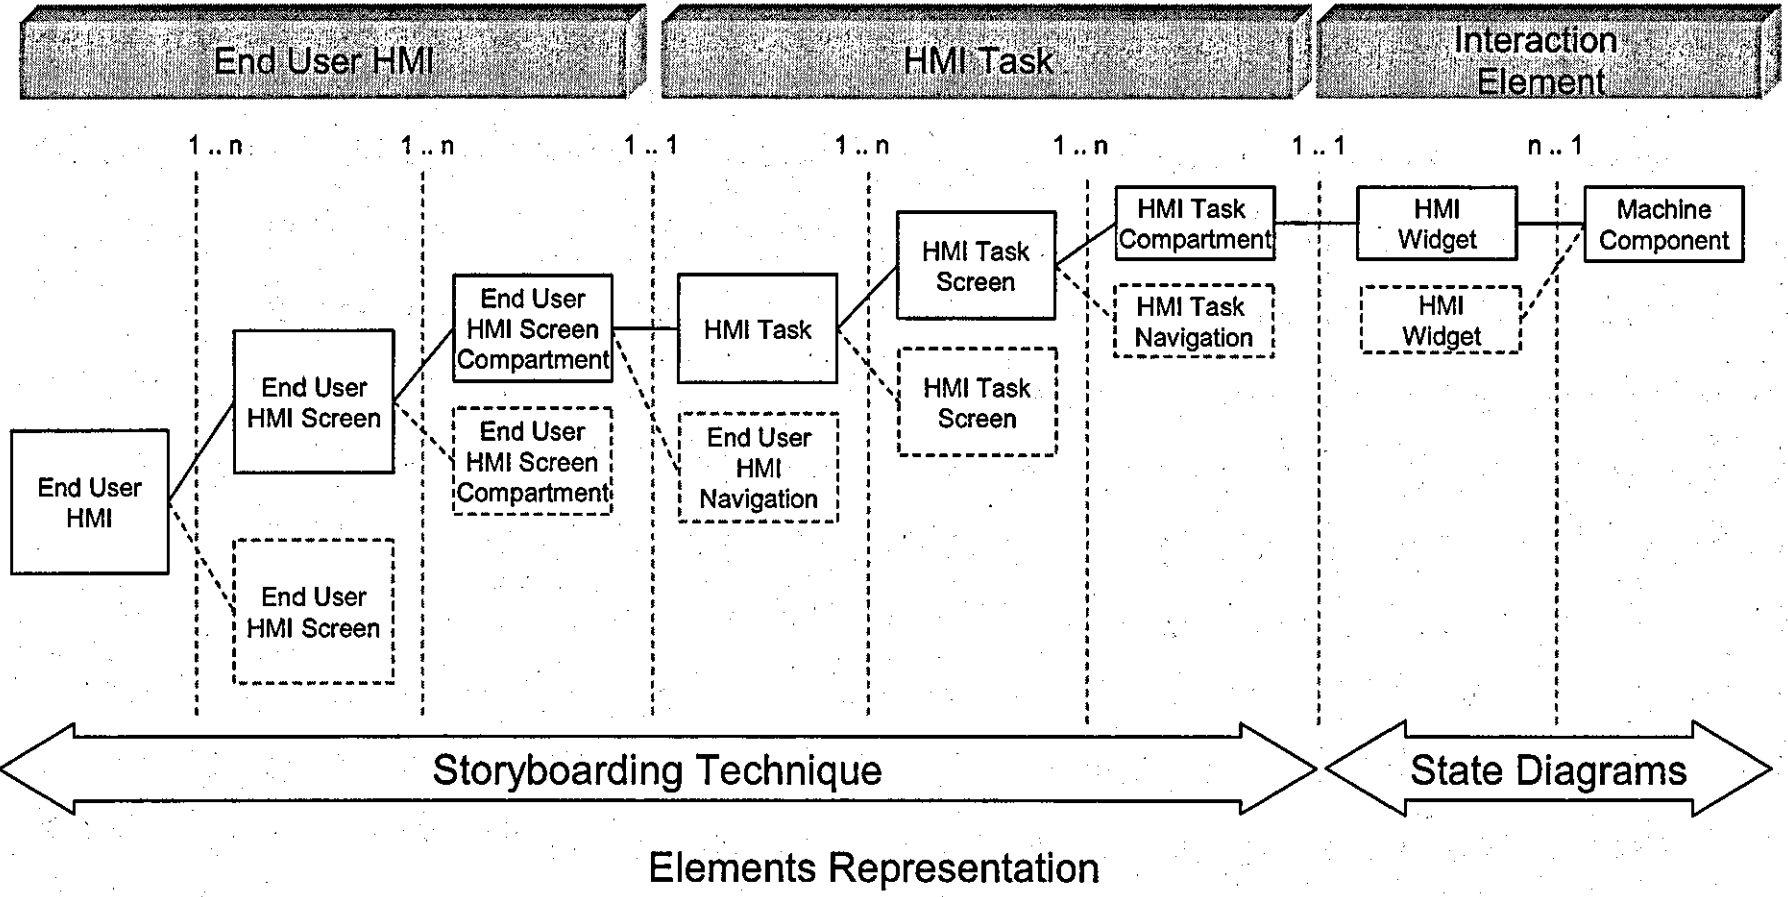 End User HMI
HMI Task
Interaction
Element
1 .. n
1 .. n
1 .. 1
1 .. n
1 .. n
1 .. 1
n .. 1
End User
HMI
End User
HMI Screen
End User
HMI Screen
End User
HMI Screen
Compartment
End User
HMI Screen
Compartment
HMI Task
End User
HMI
Navigation
HMI Task
Screen
HMI Task
Screen
HMI Task
Compartment
HMI Task
Navigation
HMI
Widget
HMI
Widget
Machine
Component
Storyboarding Technique
State Diagrams
Elements Representation